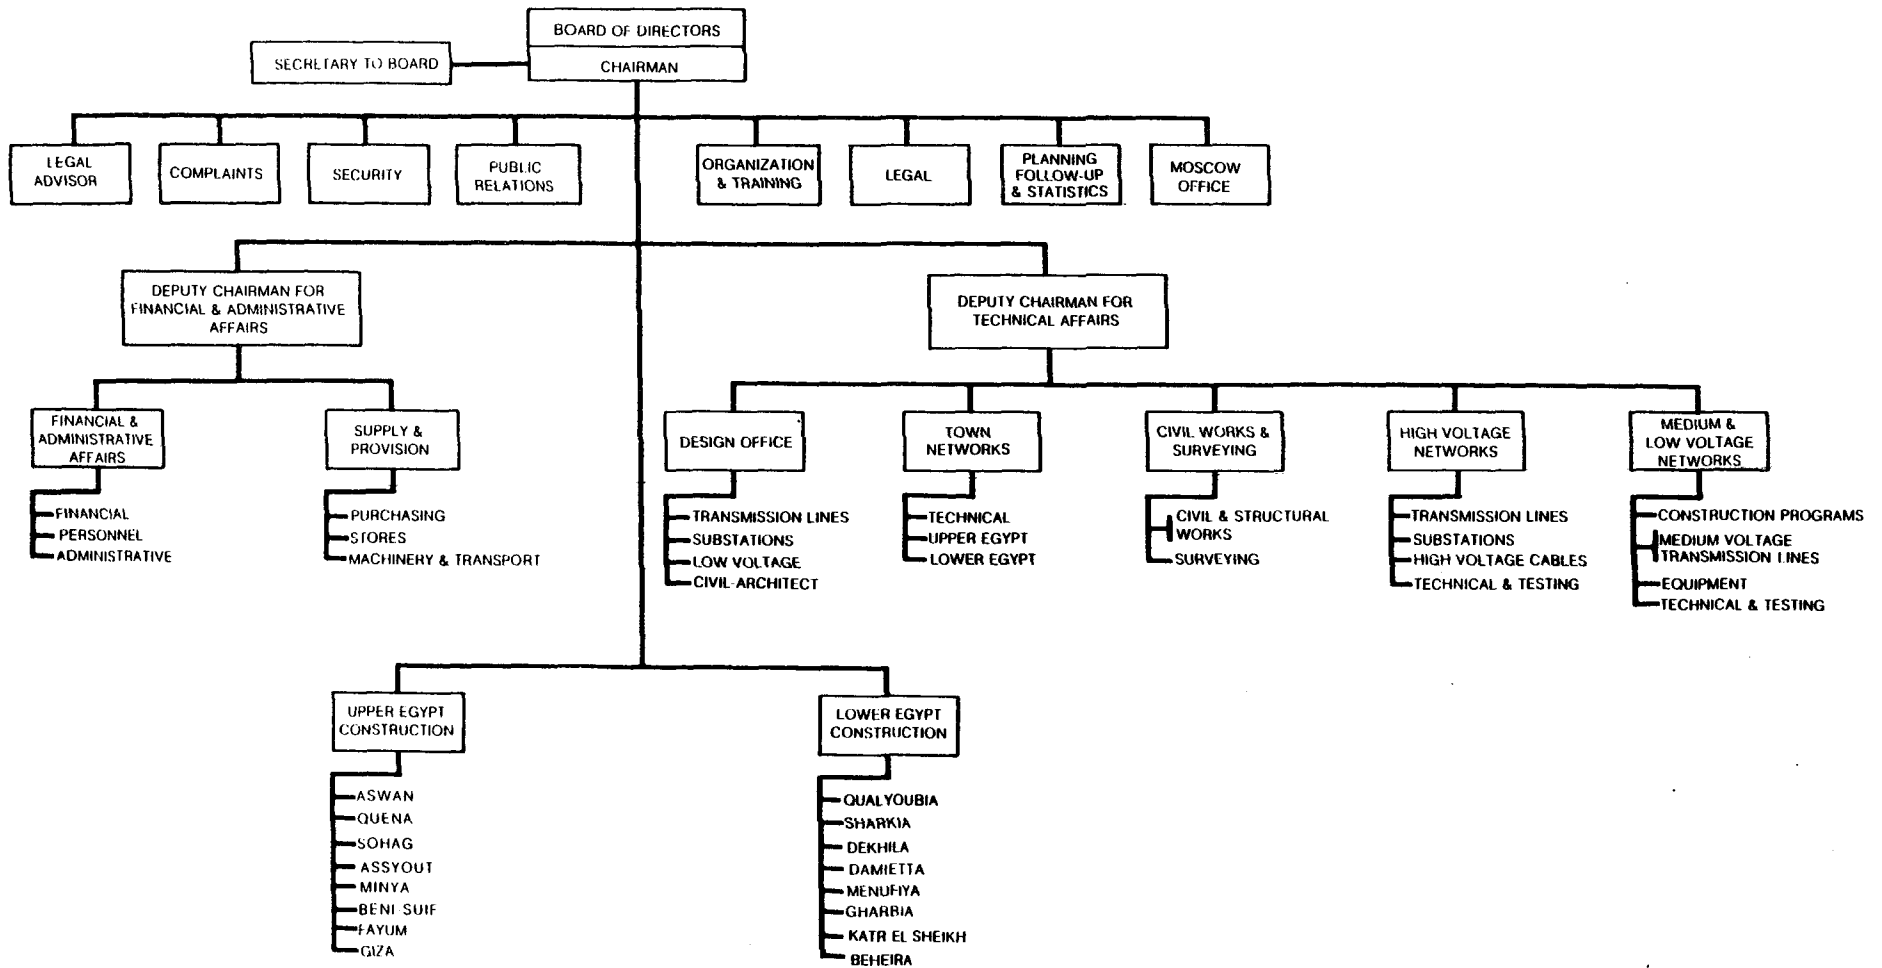 BOARD OF DIRECTORS
SECRETARY TO BOARD
CHAIRMAN
LEGAL
ADVISOR
COMPLAINTS
SECURITY
PUBLIC
RELATIONS
ORGANIZATION
& TRAINING
LEGAL
PLANNING
FOLLOW-UP
& STATISTICS
MOSCOW
OFFICE
DEPUTY CHAIRMAN FOR
FINANCIAL & ADMINISTRATIVE
AFFAIRS
DEPUTY CHAIRMAN FOR
TECHNICAL AFFAIRS
FINANCIAL &
ADMINISTRATIVE
AFFAIRS
FINANCIAL
PERSONNEL
ADMINISTRATIVE
SUPPLY &
PROVISION
PURCHASING
STORES
MACHINERY & TRANSPORT
DESIGN OFFICE
TRANSMISSION LINES
SUBSTATIONS
LOW VOLTAGE
CIVIL-ARCHITECT
TOWN
NETWORKS
TECHNICAL
UPPER EGYPT
LOWER EGYPT
CIVIL WORKS &
SURVEYING
CIVIL & STRUCTURAL
WORKS
SURVEYING
HIGH VOLTAGE
NETWORKS
TRANSMISSION LINES
SUBSTATIONS
HIGH VOLTAGE CABLES
TECHNICAL & TESTING
MEDIUM &
LOW VOLTAGE
NETWORKS
CONSTRUCTION PROGRAMS
MEDIUM VOLTAGE
TRANSMISSION LINES
EQUIPMENT
TECHNICAL & TESTING
UPPER EGYPT
CONSTRUCTION
ASWAN
QUENA
SOHAG
ASSYOUT
MINYA
BENI-SUIF
FAYUM
GIZA
LOWER EGYPT
CONSTRUCTION
QUALYOUBIA
SHARKIA
DEKHILA
DAMIETTA
MENUFIYA
GHARBIA
KATR EL SHEIKH
BEHEIRA